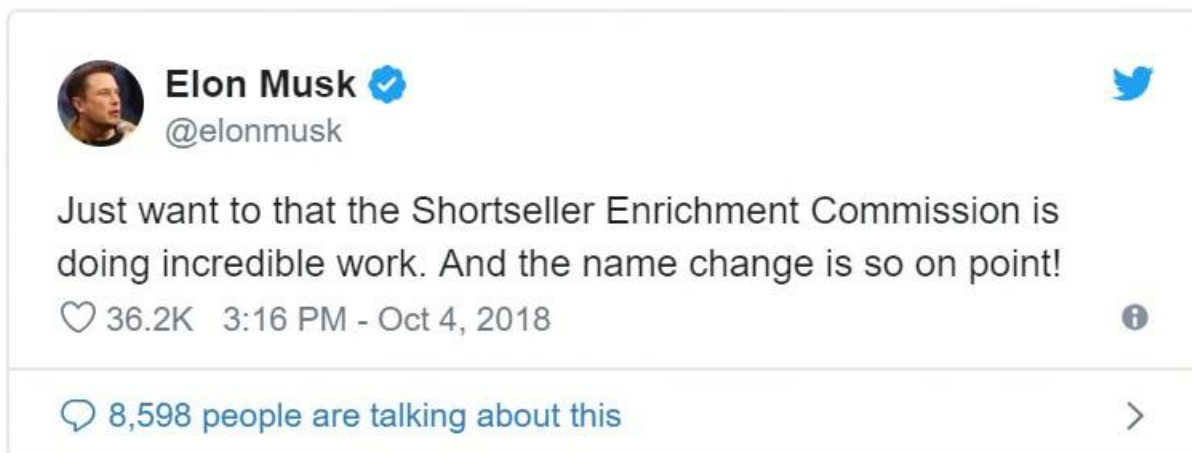 Elon Musk
@elonmusk
Just want to that the Shortseller Enrichment Commission is
doing incredible work. And the name change is so on point!
36.2K 3:16 PM - Oct 4, 2018
8,598 people are talking about this